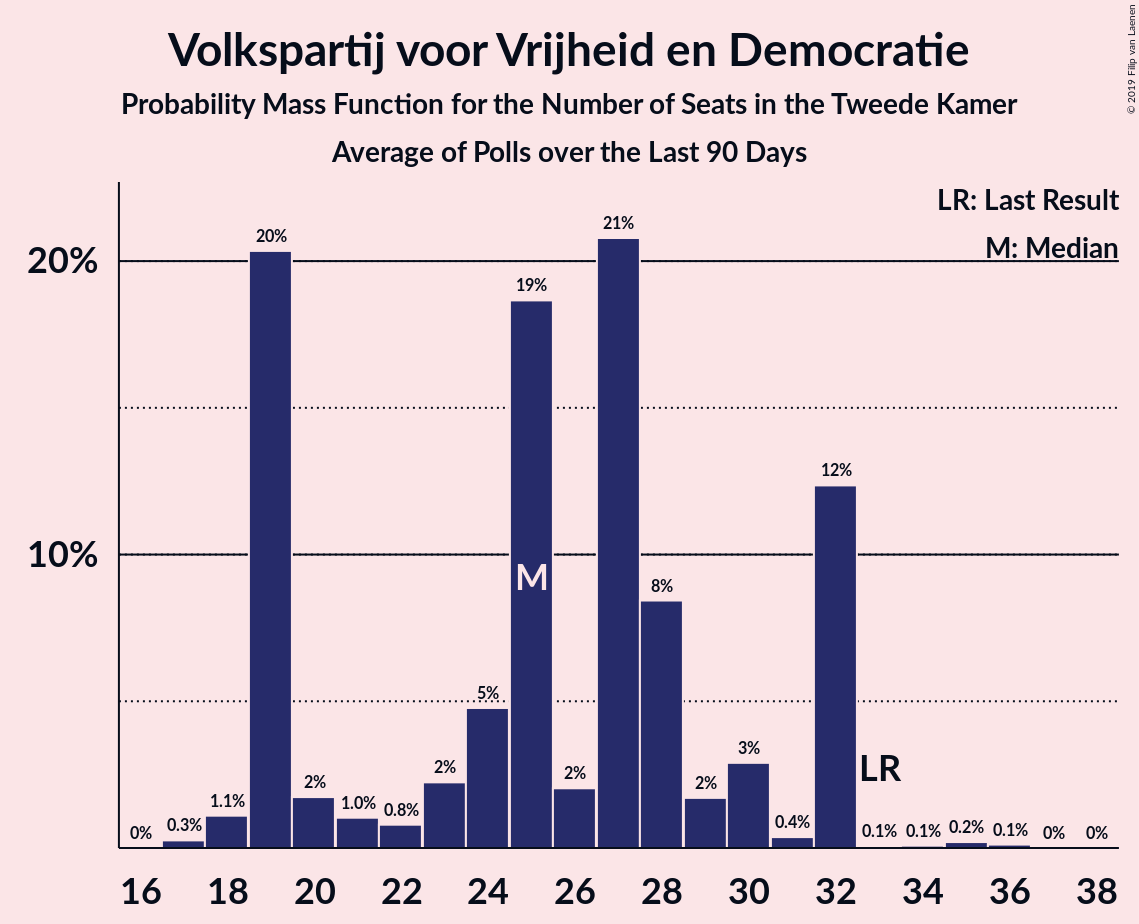 Volkspartij voor Vrijheid en Democratie
Probability Mass Function for the Number of Seats in the Tweede Kamer
Average of Polls over the Last 90 Days
© 2019 Filip van Laenen
LR: Last Result
M: Median
20%
10%
0% 0.3% 1.1% 20% 2% 1.0% 0.8% 2% 5% 19% 2% 21% 8% 2% 3% 0.4% 12% 0.1% 0.1% 0.2% 0.1% 0% 0%
M
LR
16 18 20 22 24 26 28 30 32 34 36 38